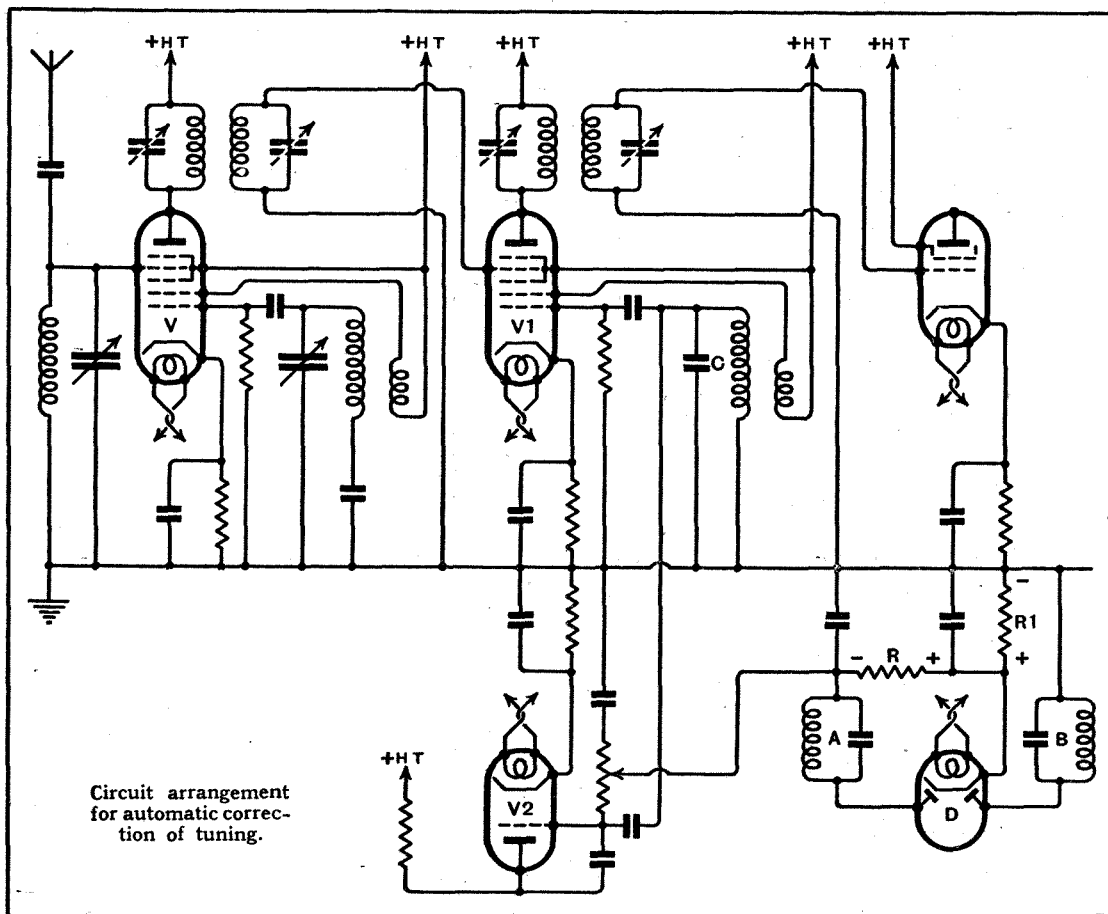 +HT
+HT
+HT
+HT
+HT
V
V1
C
-
R1
- R +
+
A
B
+HT
V2
D
Circuit arrangement
for automatic correc-
tion of tuning.